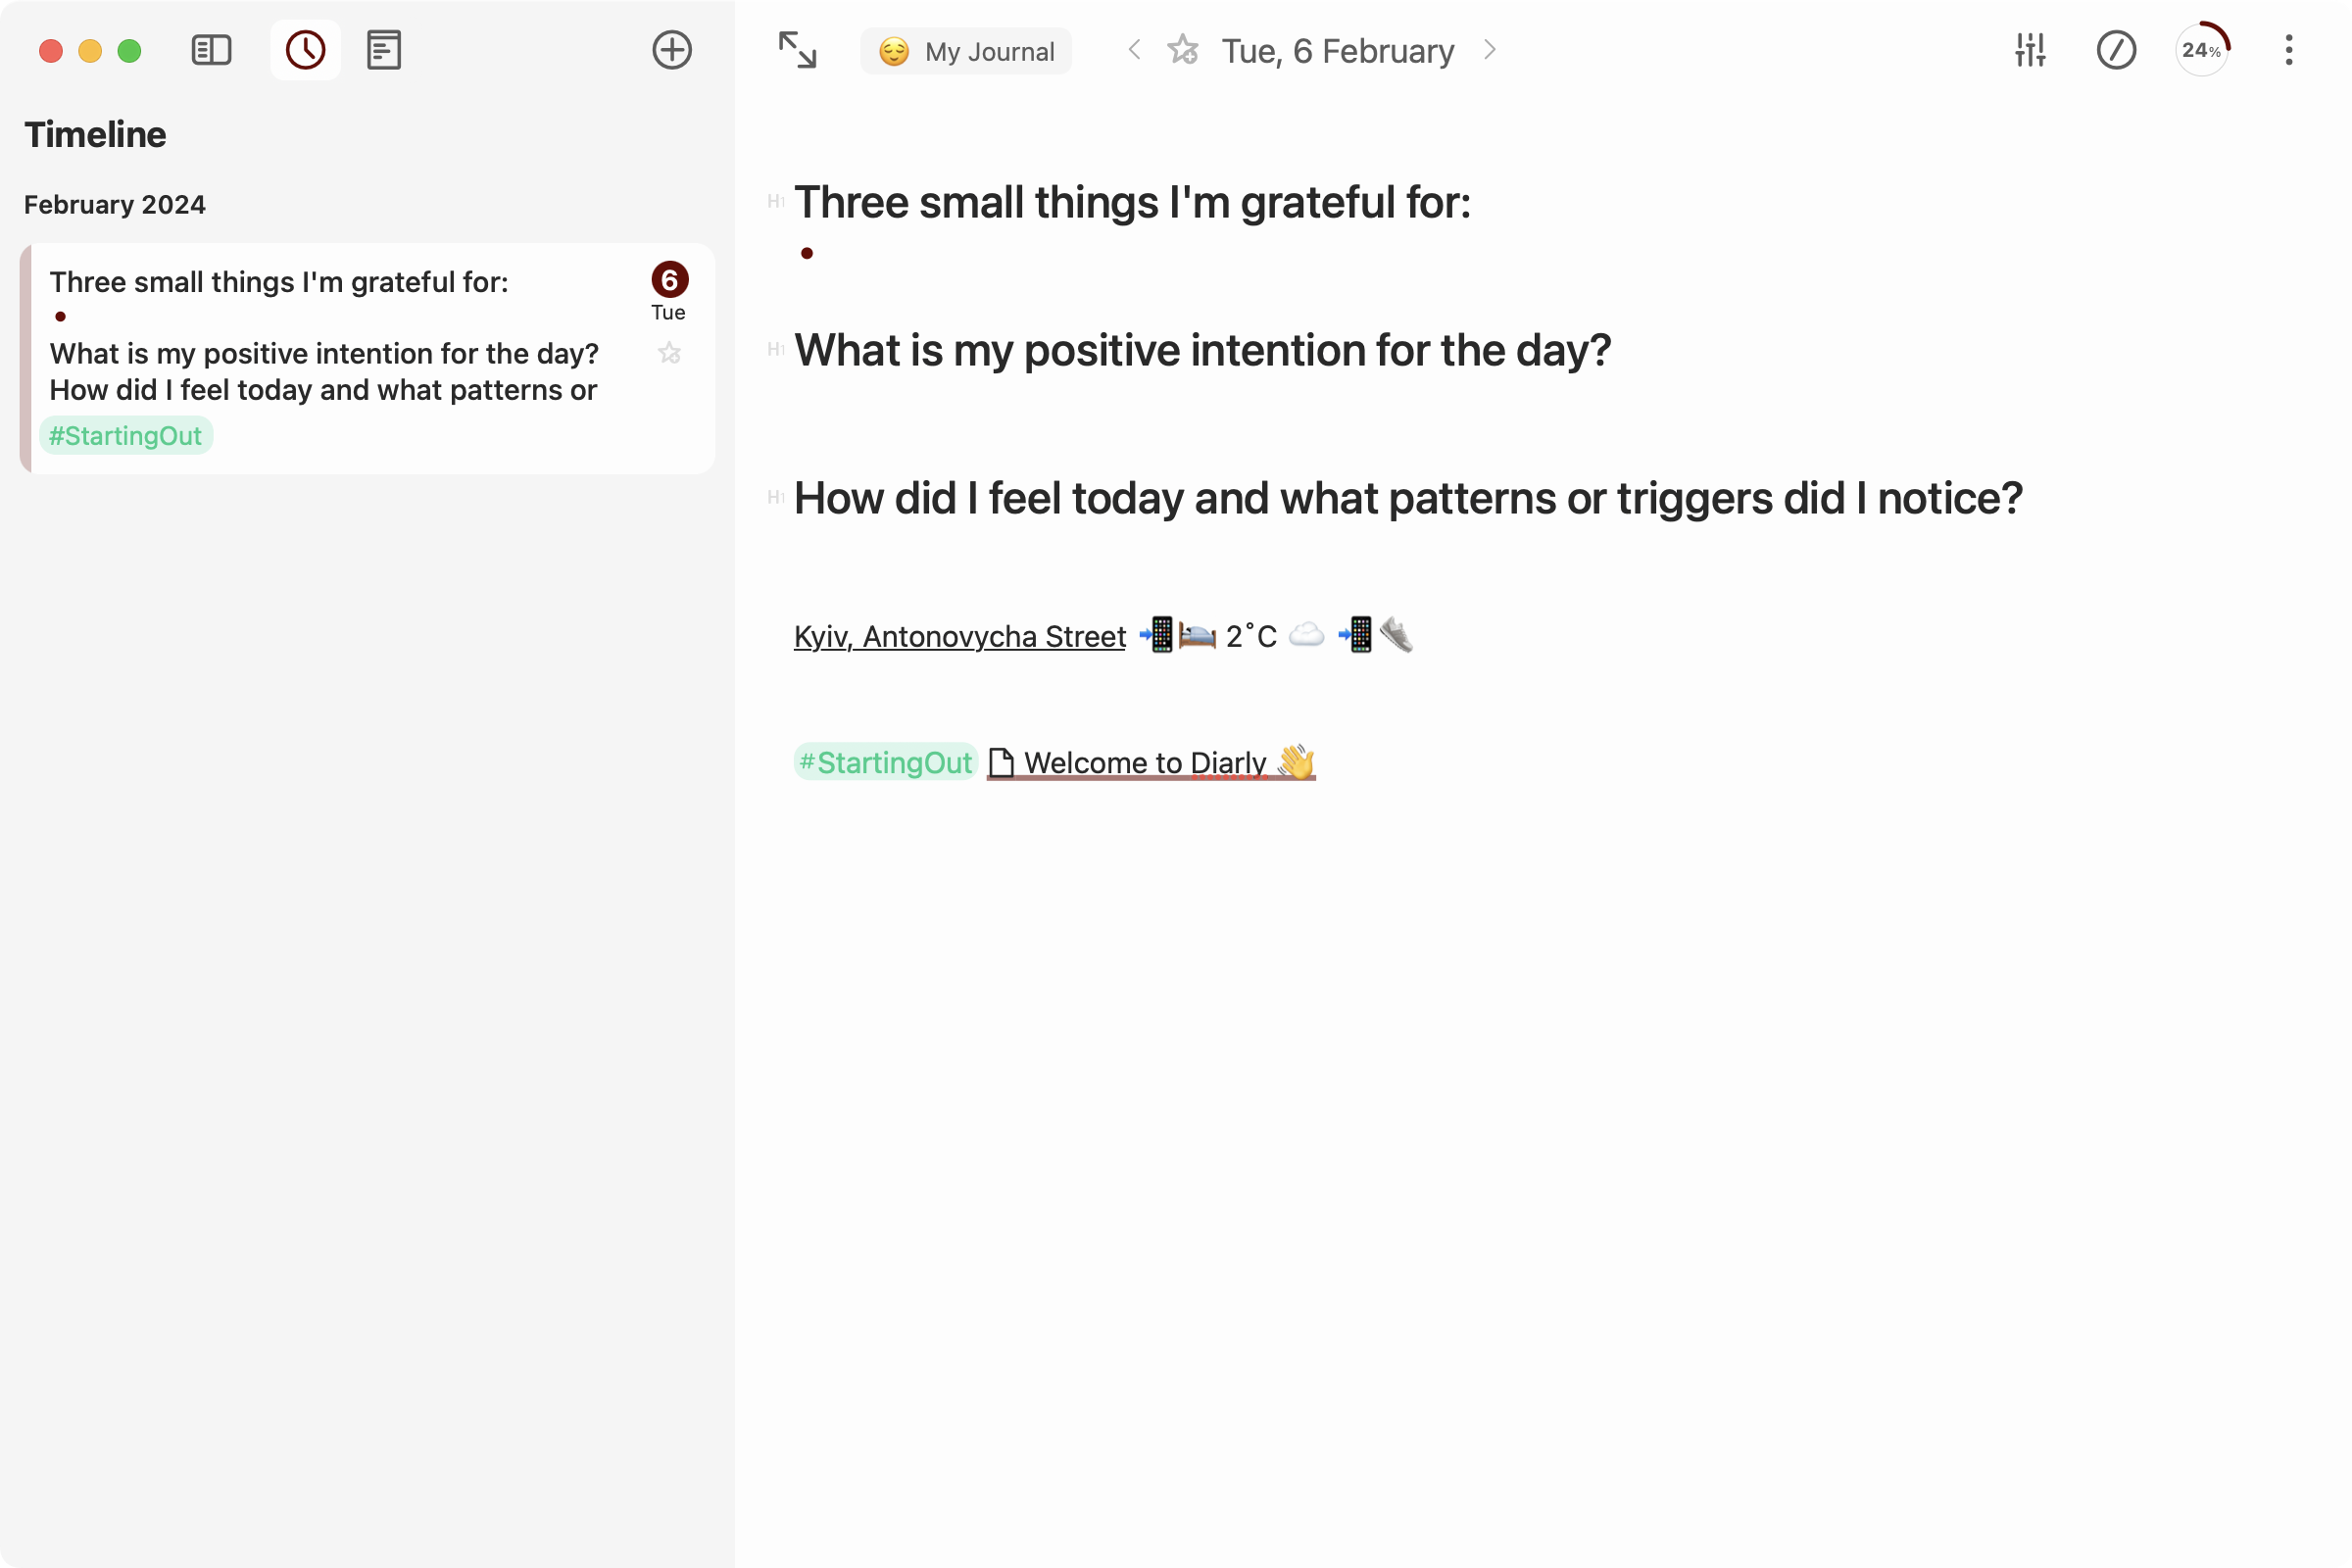 Timeline
February 2024
Three small things I'm grateful for:
6
Tue
What is my positive intention for the day?
How did I feel today and what patterns or
#StartingOut
My Journal
Tue, 6 February
24%
H1 Three small things I'm grateful for:
H1 What is my positive intention for the day?
H1 How did I feel today and what patterns or triggers did I notice?
Kyiv, Antonovycha Street 📲🛏️ 2˚C ☁️ 📲👟
#StartingOut Welcome to Diarly 👋